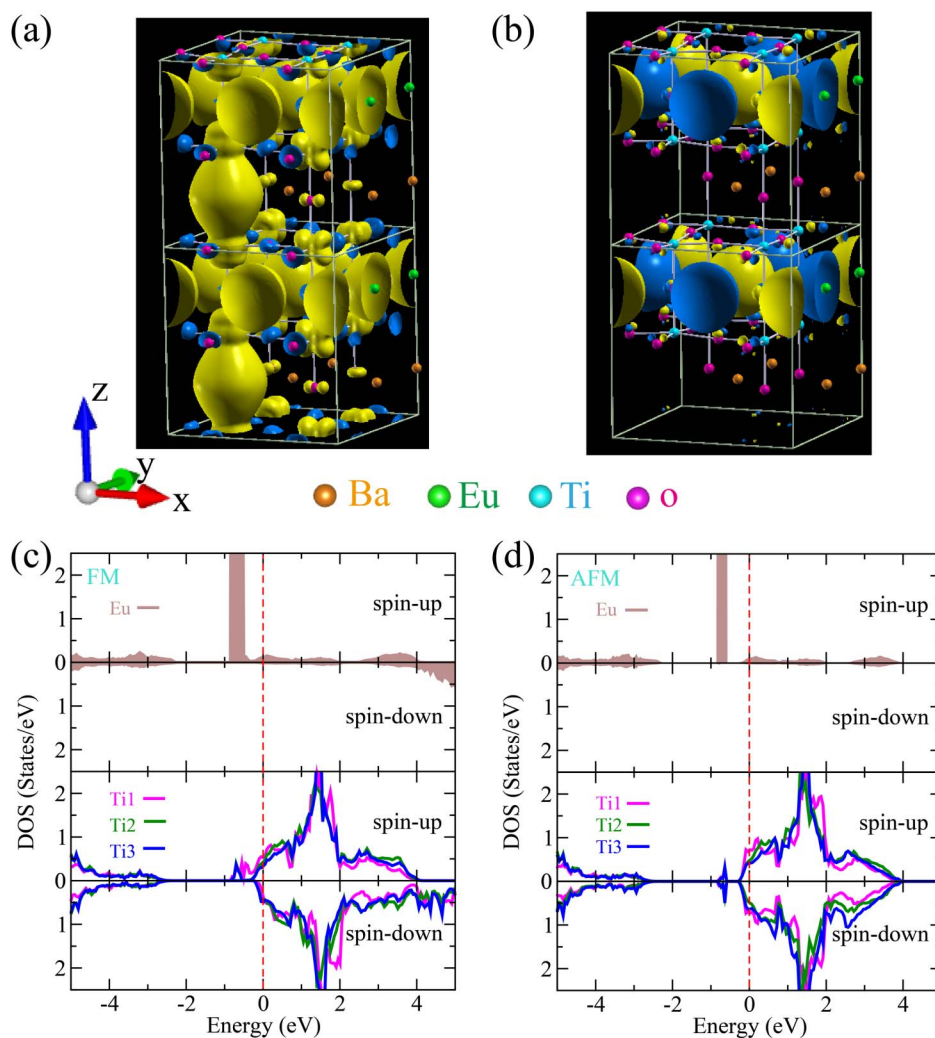 (a)
(b)
z
y
x
Ba
Eu
Ti
o
(c)
(d)
2
1
0
1
2
2
1
0
1
2
FM
Eu
spin-up
spin-down
Ti1
Ti2
Ti3
spin-up
spin-down
DOS (States/eV)
-4 -2 0 2 4
Energy (eV)
2
1
0
1
2
2
1
0
1
2
AFM
Eu
spin-up
spin-down
Ti1
Ti2
Ti3
spin-up
spin-down
DOS (States/eV)
-4 -2 0 2 4
Energy (eV)